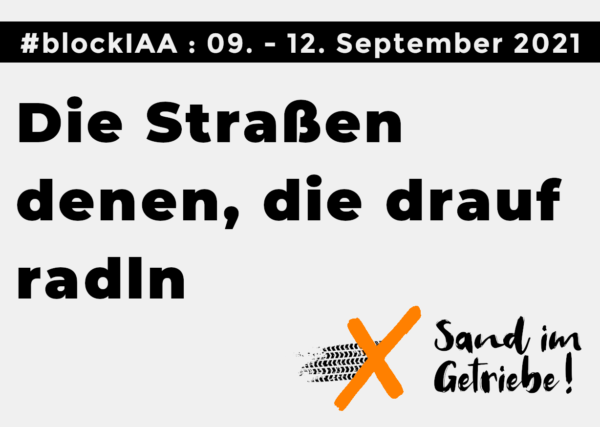 #blockIAA : 09. - 12. September 2021
Die Straßen
denen, die drauf
radln
Sand im
Getriebe!